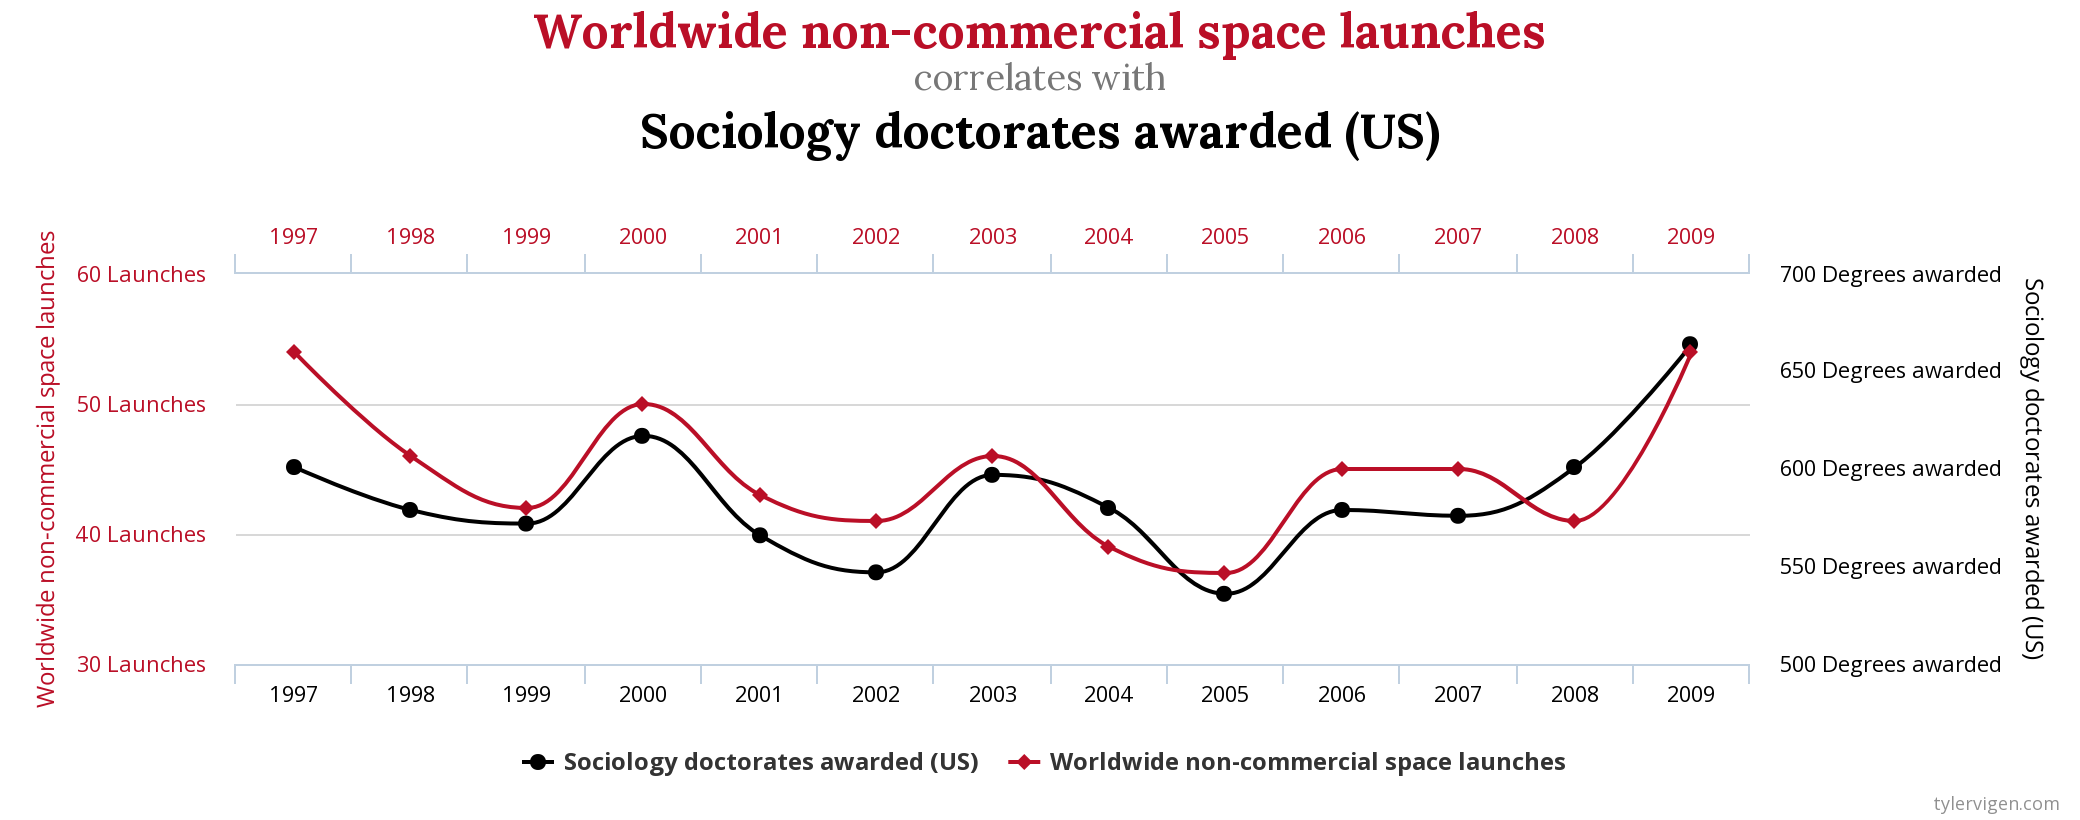 Worldwide non-commercial space launches
correlates with
Sociology doctorates awarded (US)
1997 1998 1999 2000 2001 2002 2003 2004 2005 2006 2007 2008 2009
Worldwide non-commercial space launches
60 Launches
50 Launches
40 Launches
30 Launches
700 Degrees awarded
650 Degrees awarded
600 Degrees awarded
550 Degrees awarded
500 Degrees awarded
Sociology doctorates awarded (US)
1997 1998 1999 2000 2001 2002 2003 2004 2005 2006 2007 2008 2009
Sociology doctorates awarded (US) Worldwide non-commercial space launches
tylervigen.com